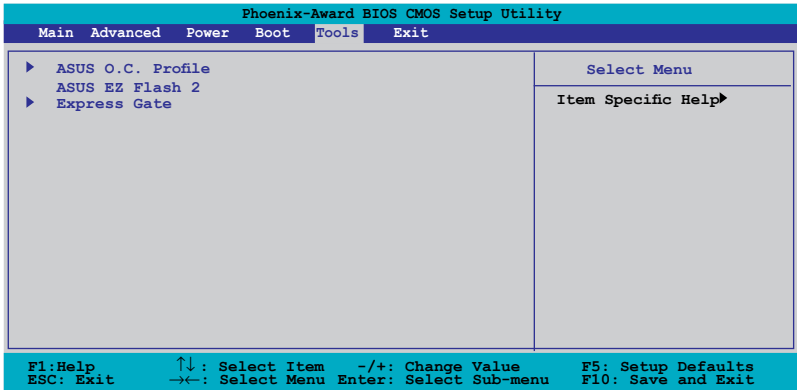 Phoenix-Award BIOS CMOS Setup Utility
Main Advanced Power Boot Tools Exit
ASUS O.C. Profile
ASUS EZ Flash 2
Express Gate
Select Menu
Item Specific Help
F1:Help ↑↓: Select Item -/+: Change Value F5: Setup Defaults
ESC: Exit →←: Select Menu Enter: Select Sub-menu F10: Save and Exit